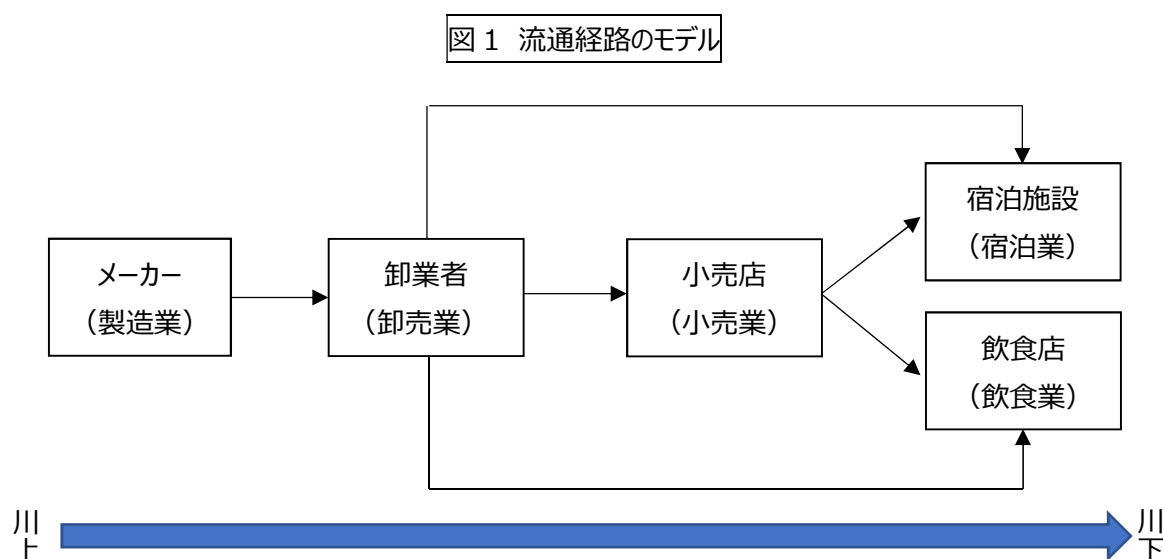 図1 流通経路のモデル
メーカー
（製造業）
卸業者
（卸売業）
小売店
（小売業）
宿泊施設
（宿泊業）
飲食店
（飲食業）
川上
川下